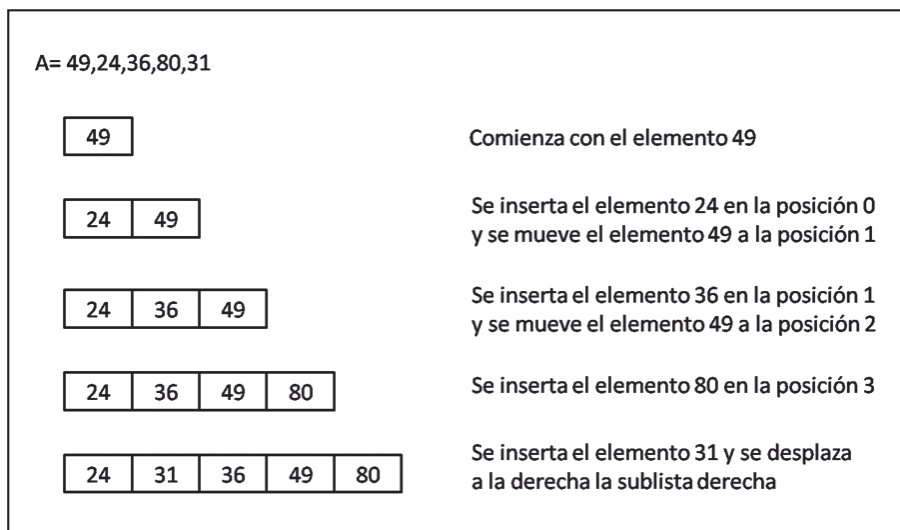 A= 49,24,36,80,31
49
Comienza con el elemento 49
24 49
Se inserta el elemento 24 en la posición 0
y se mueve el elemento 49 a la posición 1
24 36 49
Se inserta el elemento 36 en la posición 1
y se mueve el elemento 49 a la posición 2
24 36 49 80
Se inserta el elemento 80 en la posición 3
24 31 36 49 80
Se inserta el elemento 31 y se desplaza
a la derecha la sublista derecha